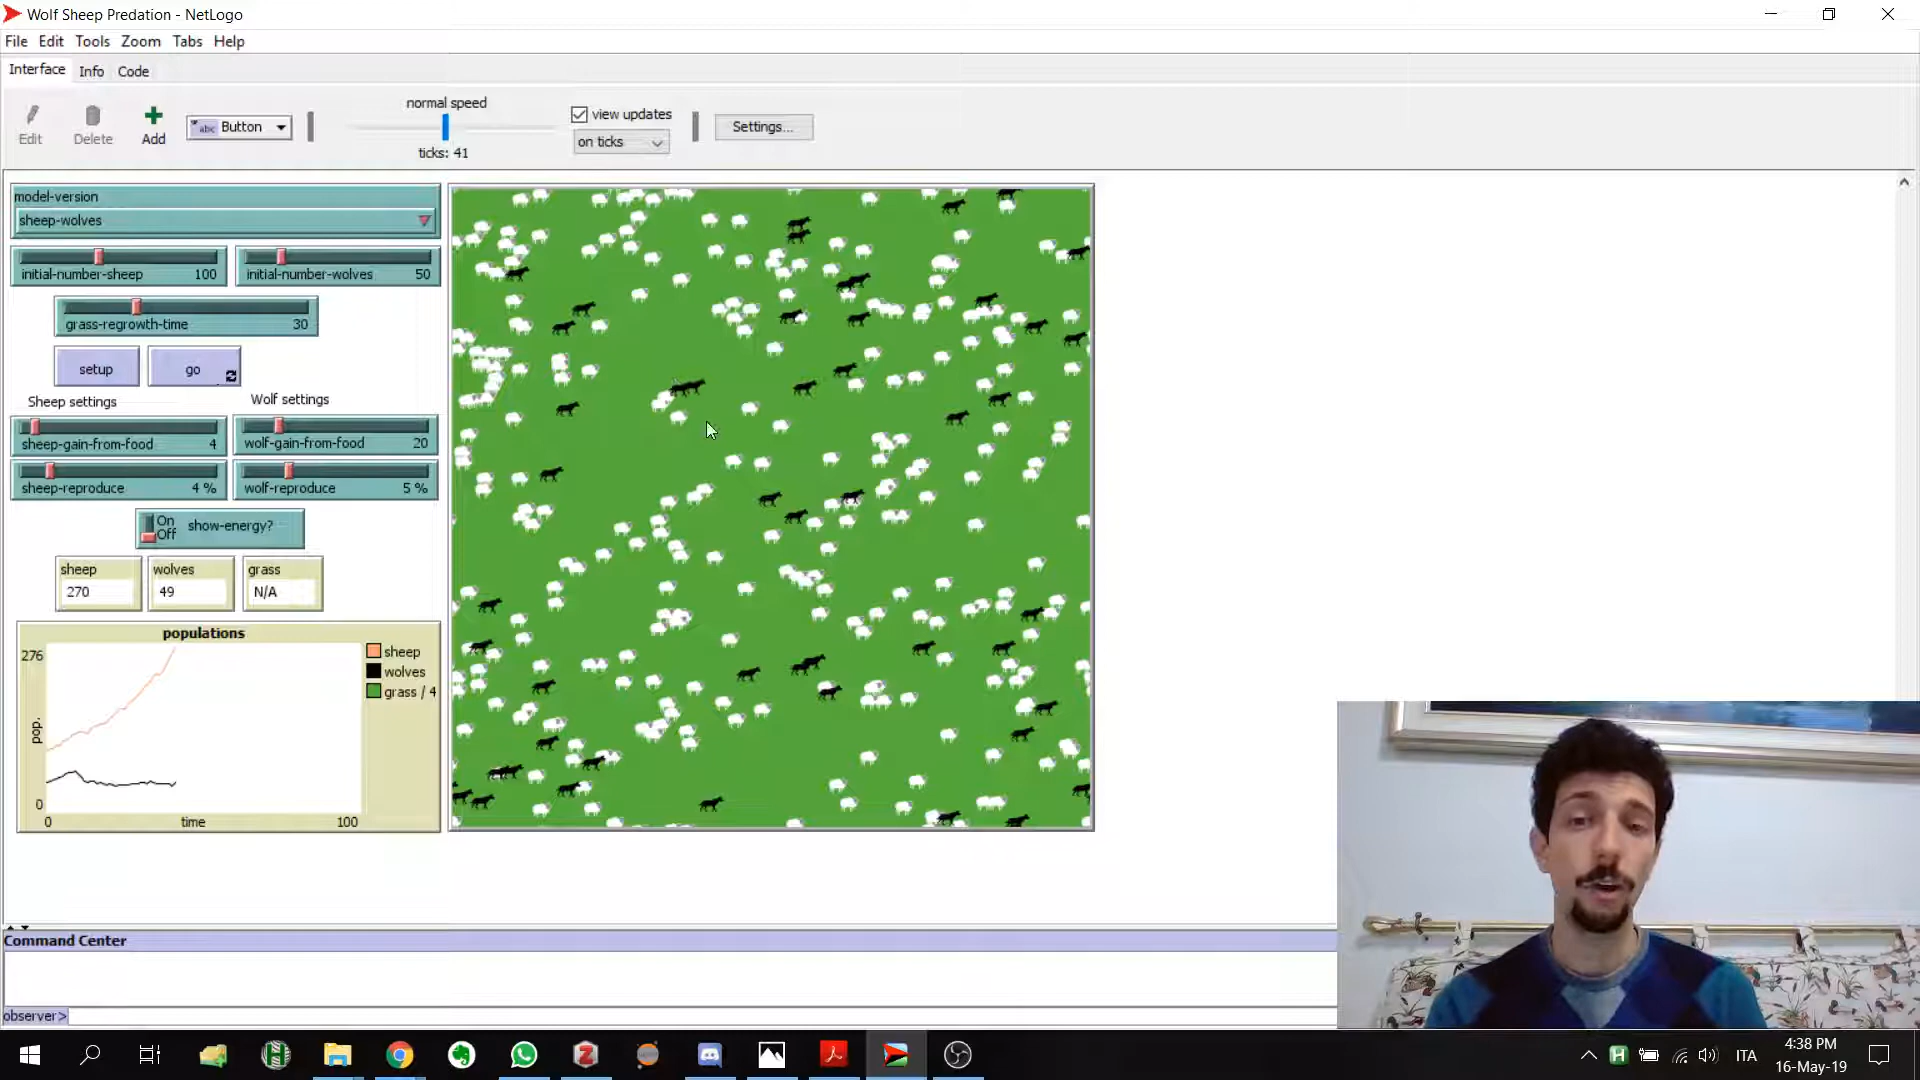 Wolf Sheep Predation - NetLogo
File Edit Tools Zoom Tabs Help
Interface Info Code
Edit Delete Add
abc Button
normal speed
ticks: 41
view updates
on ticks
Settings...
model-version
sheep-wolves
initial-number-sheep 100
initial-number-wolves 50
grass-regrowth-time 30
setup
go
Sheep settings
Wolf settings
sheep-gain-from-food 4
wolf-gain-from-food 20
sheep-reproduce 4 %
wolf-reproduce 5 %
On
Off
show-energy?
sheep
270
wolves
49
grass
N/A
populations
276
pop.
0
0 time 100
sheep
wolves
grass / 4
Command Center
observer>
ITA
4:38 PM
16-May-19